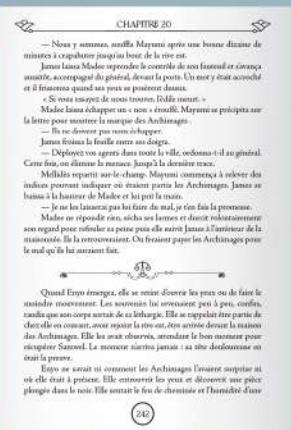 CHAPITRE 20
— Nous y sommes, souffla Mayumi après une bonne dizaine de
minutes à crapahuter jusqu'au bout de la rive est.
James laissa Madee reprendre le contrôle de son fauteuil et s'avança
aussitôt, accompagné du général, devant la porte. Un mot y était accroché
et il frissonna quand ses yeux se posèrent dessus.
« Si vous essayez de nous trouver, l'édile meurt. »
Madee laissa échapper un « non » étouffé. Mayumi se précipita sur
la lettre pour montrer la marque des Archimages.
— Ils ne doivent pas nous échapper.
James froissa la feuille entre ses doigts.
— Déployez vos agents dans toute la ville, ordonna-t-il au général.
Cette fois, on élimine la menace. Jusqu'à la dernière trace.
Mellidès repartit sur-le-champ. Mayumi commença à relever des
indices pouvant indiquer où étaient partis les Archimages. James se
baissa à la hauteur de Madee et lui prit la main.
— Je ne les laisserai pas lui faire du mal, je t'en fais la promesse.
Madee ne répondit rien, sécha ses larmes et durcit volontairement
son regard pour refouler sa peine puis elle suivit James à l'intérieur de la
maisonnée. Ils la retrouveraient. Ou feraient payer les Archimages pour
le mal qu'ils lui auraient fait.
Quand Enyo émergea, elle se retint d'ouvrir les yeux ou de faire le
moindre mouvement. Les souvenirs lui revenaient peu à peu, confus,
tandis que son corps sortait de sa léthargie. Elle se rappelait être partie de
chez elle en courant, avoir rejoint la rive est, être arrivée devant la maison
des Archimages. Elle les avait observés, attendant le bon moment pour
récupérer Samwel. Le moment n'arriva jamais : sa tête douloureuse en
était la preuve.
Enyo ne savait ni comment les Archimages l'avaient surprise ni
où elle était à présent. Elle entrouvrit les yeux et découvrit une pièce
plongée dans le noir. Elle sentait le feu de cheminée et l'humidité d'une
242